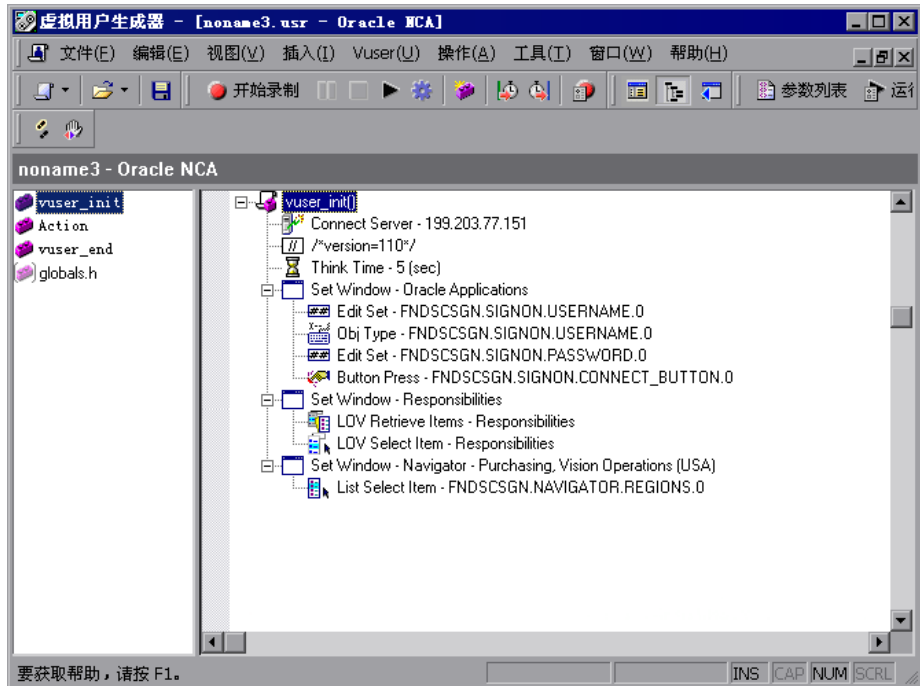 虚拟用户生成器 - [noname3.usr - Oracle NCA]
文件(F) 编辑(E) 视图(V) 插入(I) Vuser(U) 操作(A) 工具(T) 窗口(W) 帮助(H)
开始录制 参数列表 运行
noname3 - Oracle NCA
vuser_init
Action
vuser_end
globals.h
vuser_init()
Connect Server - 199.203.77.151
// /*version=110*/
Think Time - 5 (sec)
Set Window - Oracle Applications
Edit Set - FNDSCSGN.SIGNON.USERNAME.0
Obj Type - FNDSCSGN.SIGNON.USERNAME.0
Edit Set - FNDSCSGN.SIGNON.PASSWORD.0
Button Press - FNDSCSGN.SIGNON.CONNECT_BUTTON.0
Set Window - Responsibilities
LOV Retrieve Items - Responsibilities
LOV Select Item - Responsibilities
Set Window - Navigator - Purchasing, Vision Operations (USA)
List Select Item - FNDSCSGN.NAVIGATOR.REGIONS.0
要获取帮助，请按 F1。 INS CAP NUM SCRL